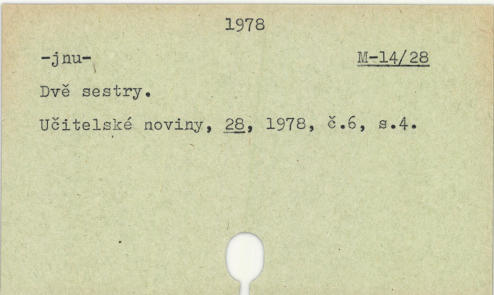 1978
-jnu- M-14/28
Dvě sestry.
Učitelské noviny, 28, 1978, č.6, s.4.